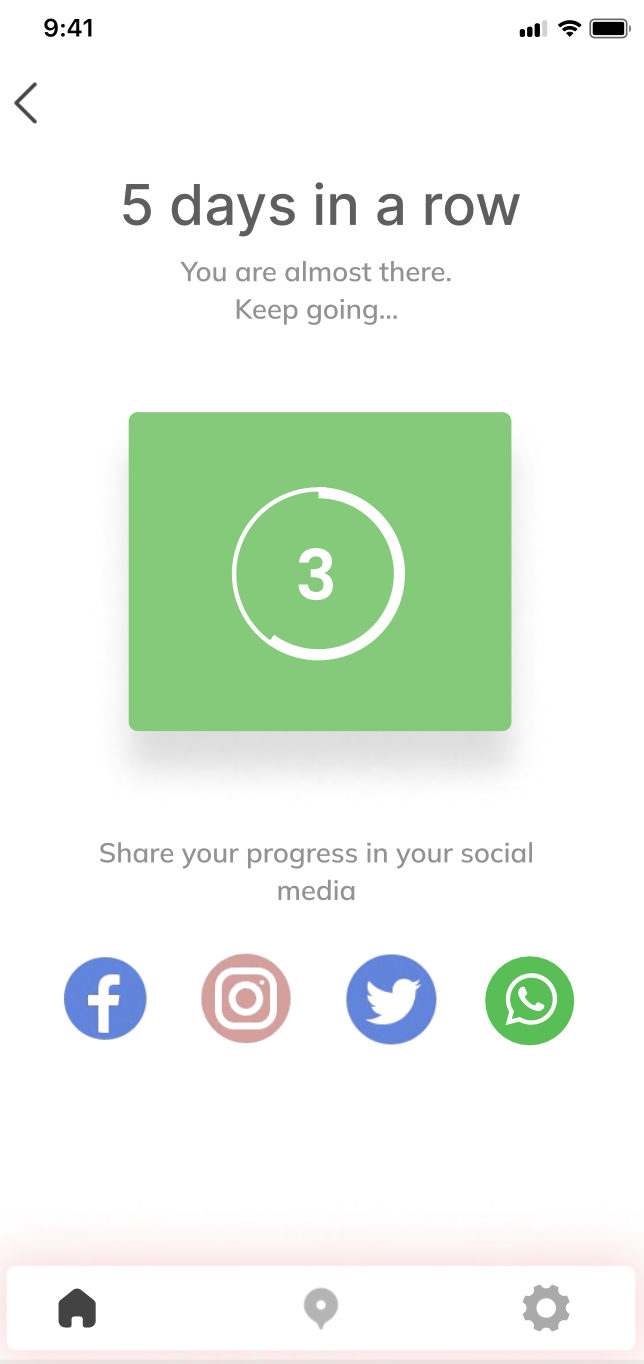 9:41
5 days in a row
You are almost there.
Keep going...
3
Share your progress in your social
media